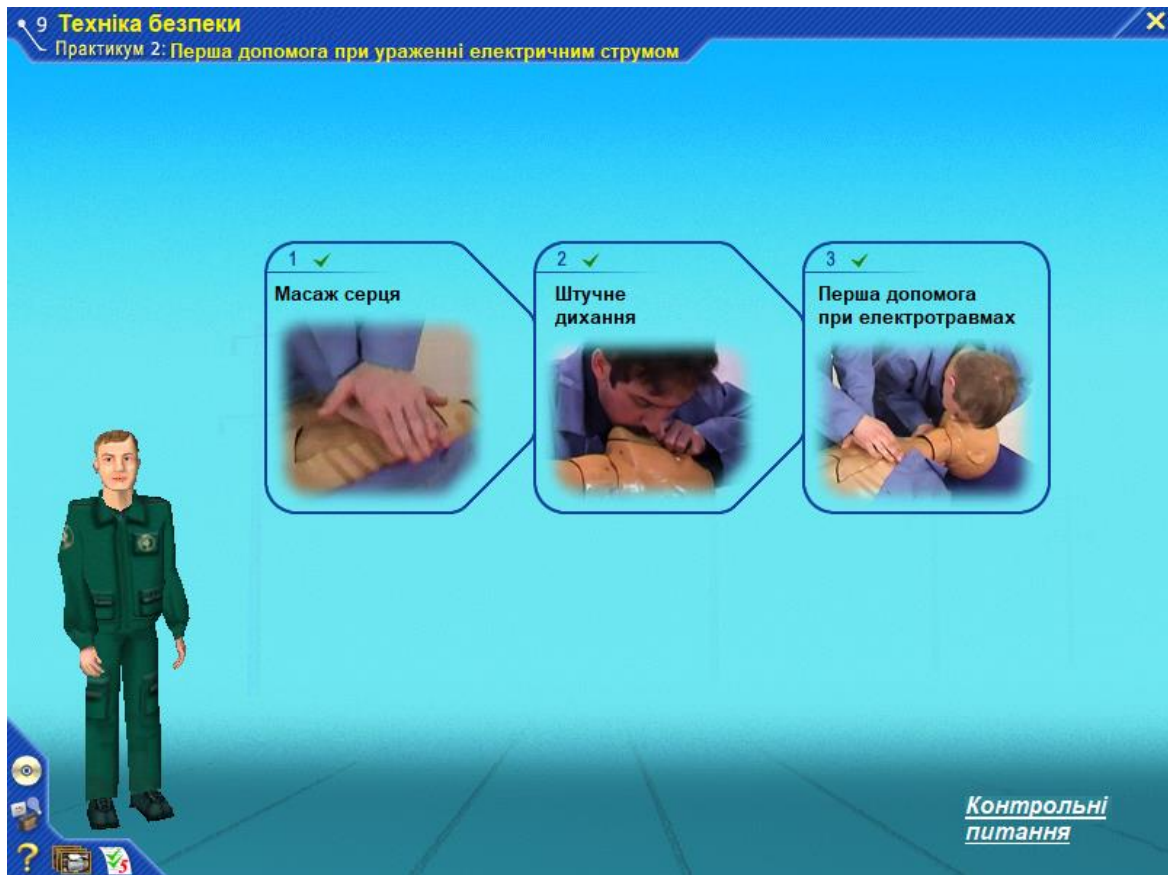 9 Техніка безпеки
Практикум 2: Перша допомога при ураженні електричним струмом
1
Масаж серця
2
Штучне
дихання
3
Перша допомога
при електротравмах
Контрольні
питання
?
5